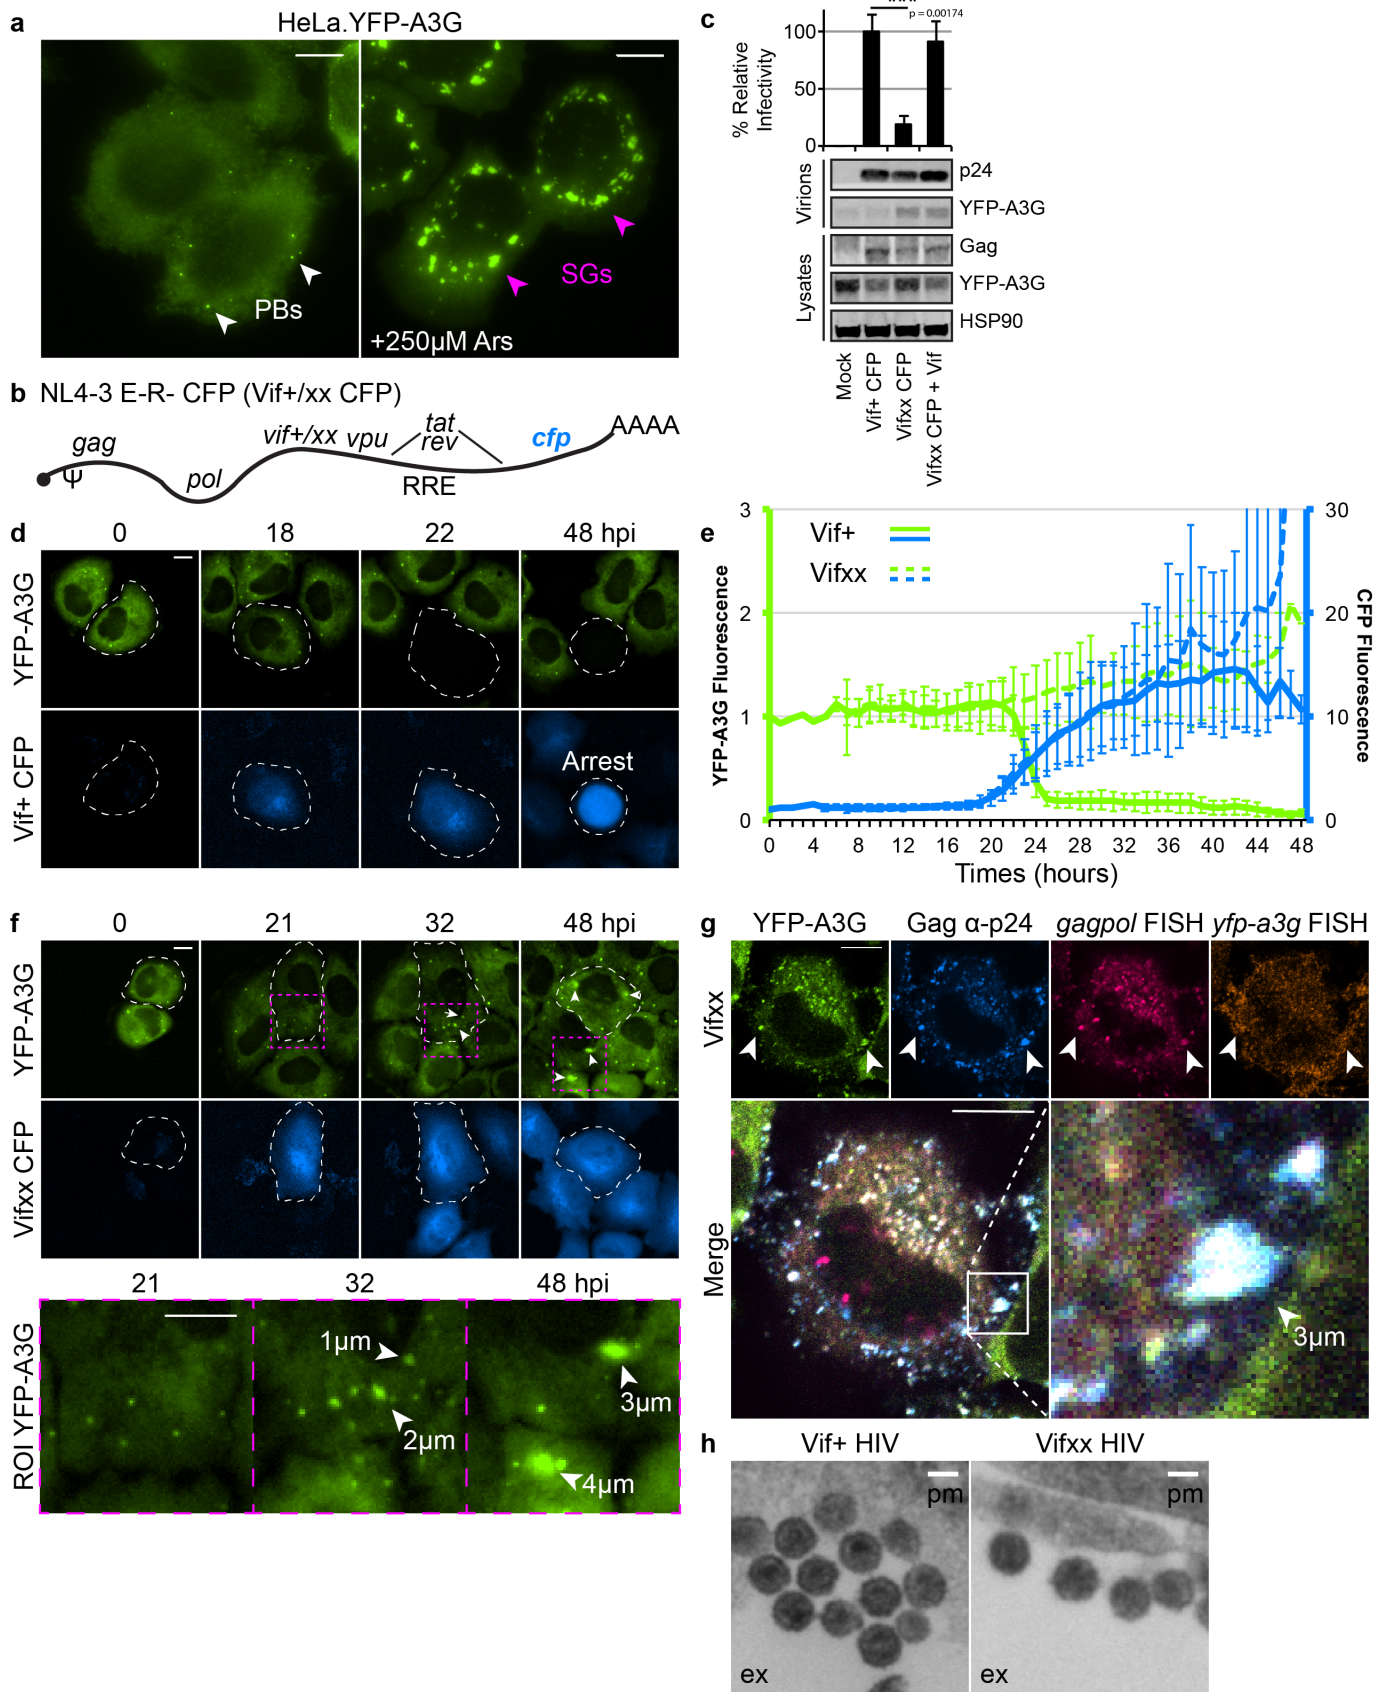 a
HeLa.YFP-A3G
PBs
SGs
+250µM Ars
b NL4-3 E-R- CFP (Vif+/xx CFP)
gag
Ψ
pol
vif+/xx vpu
tat
rev
RRE
cfp
AAAA
c
p = 0.00174
% Relative
Infectivity
100
50
0
Virions
p24
YFP-A3G
Lysates
Gag
YFP-A3G
HSP90
Mock
Vif+ CFP
Vifxx CFP
Vifxx CFP + Vif
d
0 18 22 48 hpi
YFP-A3G
Vif+ CFP
Arrest
e
Vif+
Vifxx
YFP-A3G Fluorescence
3
2
1
0
CFP Fluorescence
30
20
10
0
0 4 8 12 16 20 24 28 32 36 40 44 48
Times (hours)
f
0 21 32 48 hpi
YFP-A3G
Vifxx CFP
21 32 48 hpi
ROI YFP-A3G
1µm
2µm
3µm
4µm
g
YFP-A3G Gag α-p24 gagpol FISH yfp-a3g FISH
Vifxx
Merge
3µm
h
Vif+ HIV Vifxx HIV
pm pm
ex ex